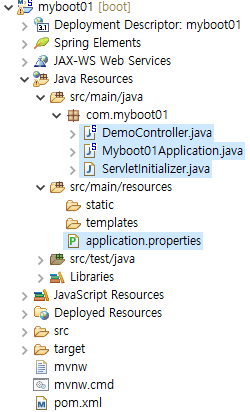 myboot01 [boot]
Deployment Descriptor: myboot01
Spring Elements
JAX-WS Web Services
Java Resources
src/main/java
com.myboot01
DemoController.java
Myboot01Application.java
ServletInitializer.java
src/main/resources
static
templates
application.properties
src/test/java
Libraries
JavaScript Resources
Deployed Resources
src
target
mvnw
mvnw.cmd
pom.xml